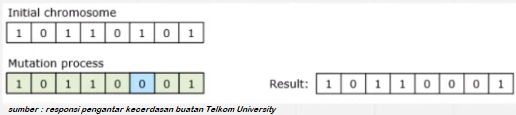 Initial chromosome
1 0 1 1 0 1 0 1
Mutation process
1 0 1 1 0 0 0 1 Result: 1 0 1 1 0 0 0 1
sumber : responsi pengantar kecerdasan buatan Telkom University